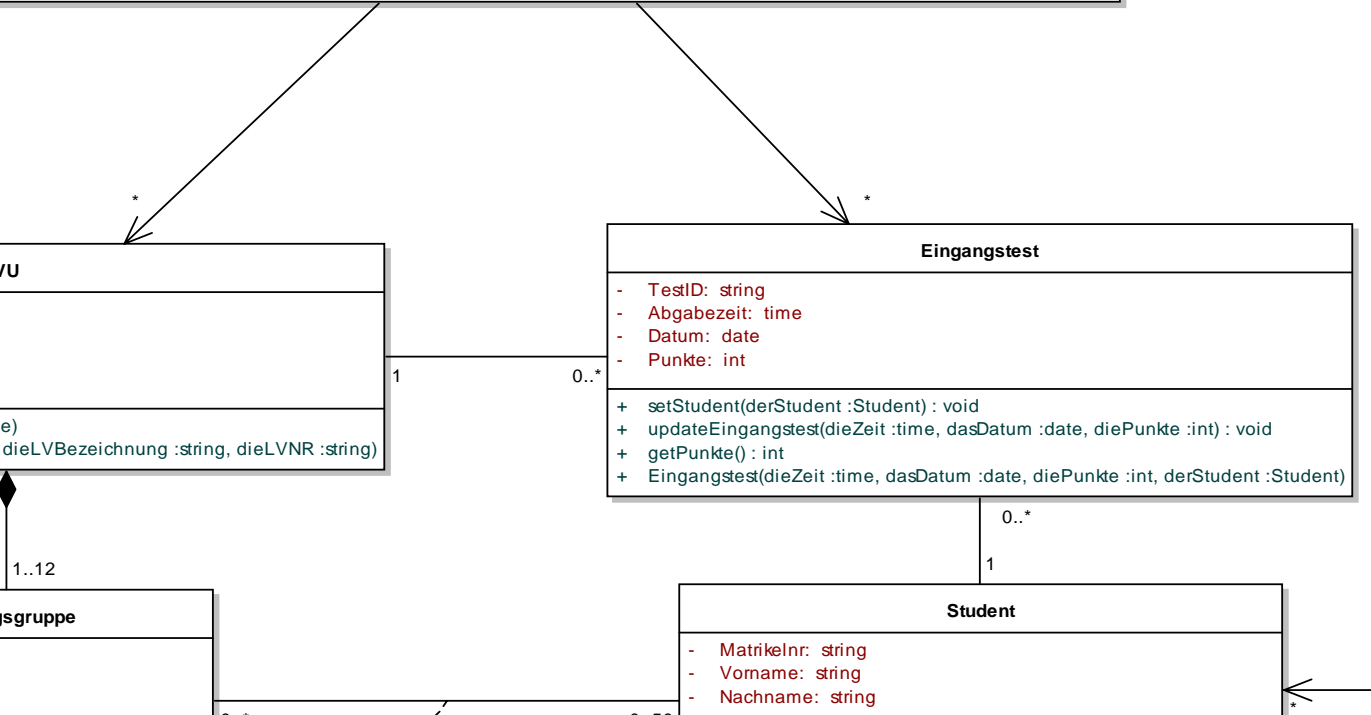 *
*
VU
Eingangstest
- TestID: string
- Abgabezeit: time
- Datum: date
- Punkte: int
1
0..*
e)
dieLVBezeichnung :string, dieLVNR :string)
+ setStudent(derStudent :Student) : void
+ updateEingangstest(dieZeit :time, dasDatum :date, diePunkte :int) : void
+ getPunkte() : int
+ Eingangstest(dieZeit :time, dasDatum :date, diePunkte :int, derStudent :Student)
0..*
1
1..12
gsgruppe
Student
- Matrikelnr: string
- Vorname: string
- Nachname: string
*